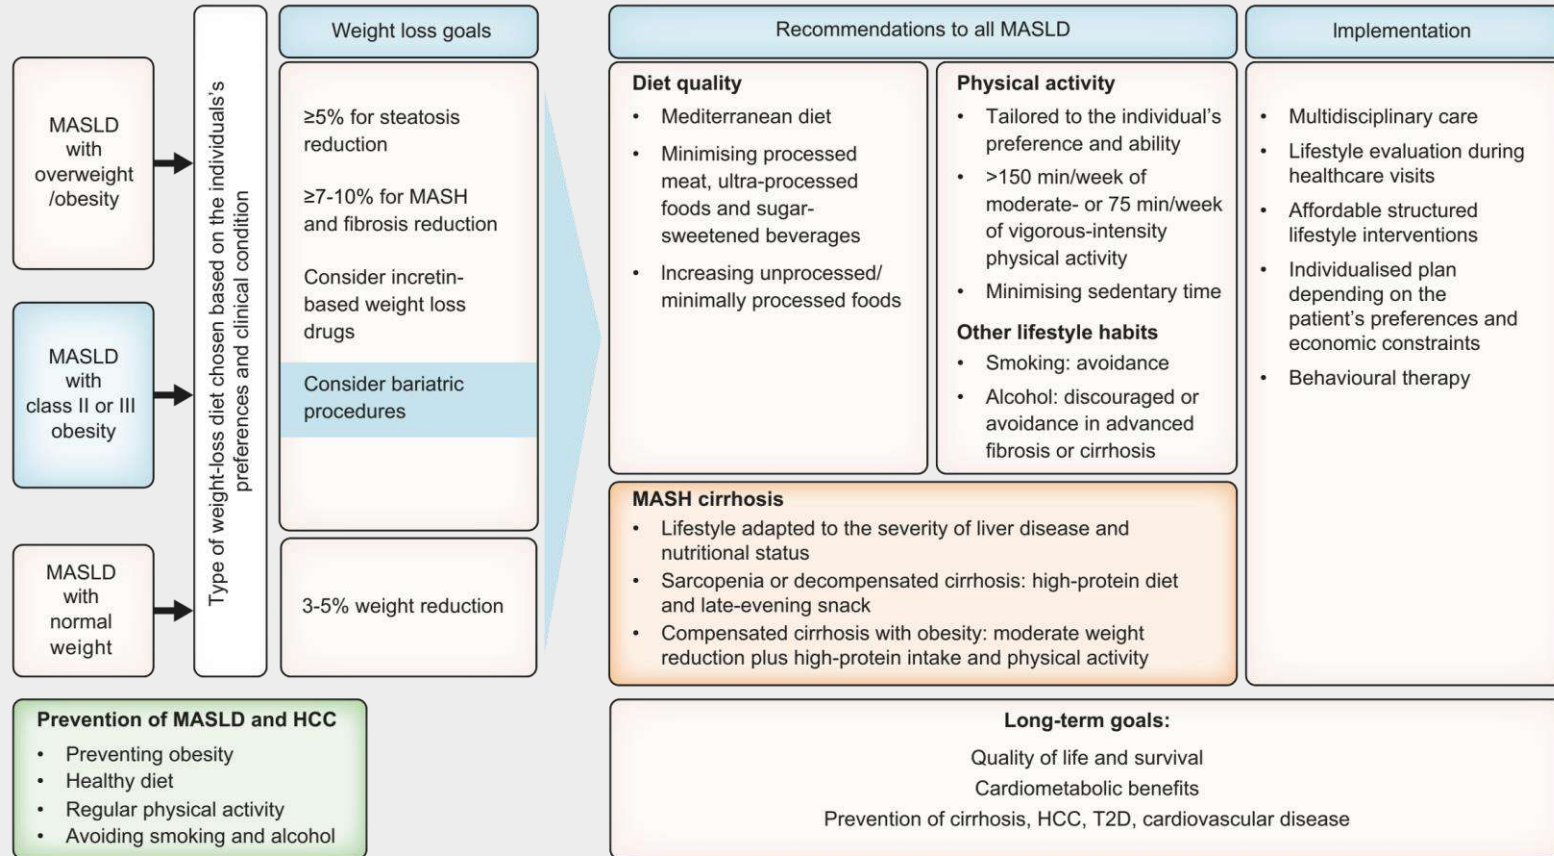 MASLD
with
overweight
/obesity
MASLD
with
class II or III
obesity
MASLD
with
normal
weight
Type of weight-loss diet chosen based on the individuals's
preferences and clinical condition
Weight loss goals
≥5% for steatosis
reduction
≥7-10% for MASH
and fibrosis reduction
Consider incretin-
based weight loss
drugs
Consider bariatric
procedures
3-5% weight reduction
Recommendations to all MASLD
Diet quality
• Mediterranean diet
• Minimising processed
meat, ultra-processed
foods and sugar-
sweetened beverages
• Increasing unprocessed/
minimally processed foods
Physical activity
• Tailored to the individual's
preference and ability
• >150 min/week of
moderate- or 75 min/week
of vigorous-intensity
physical activity
• Minimising sedentary time
Other lifestyle habits
• Smoking: avoidance
• Alcohol: discouraged or
avoidance in advanced
fibrosis or cirrhosis
MASH cirrhosis
• Lifestyle adapted to the severity of liver disease and
nutritional status
• Sarcopenia or decompensated cirrhosis: high-protein diet
and late-evening snack
• Compensated cirrhosis with obesity: moderate weight
reduction plus high-protein intake and physical activity
Implementation
• Multidisciplinary care
• Lifestyle evaluation during
healthcare visits
• Affordable structured
lifestyle interventions
• Individualised plan
depending on the
patient's preferences and
economic constraints
• Behavioural therapy
Prevention of MASLD and HCC
• Preventing obesity
• Healthy diet
• Regular physical activity
• Avoiding smoking and alcohol
Long-term goals:
Quality of life and survival
Cardiometabolic benefits
Prevention of cirrhosis, HCC, T2D, cardiovascular disease